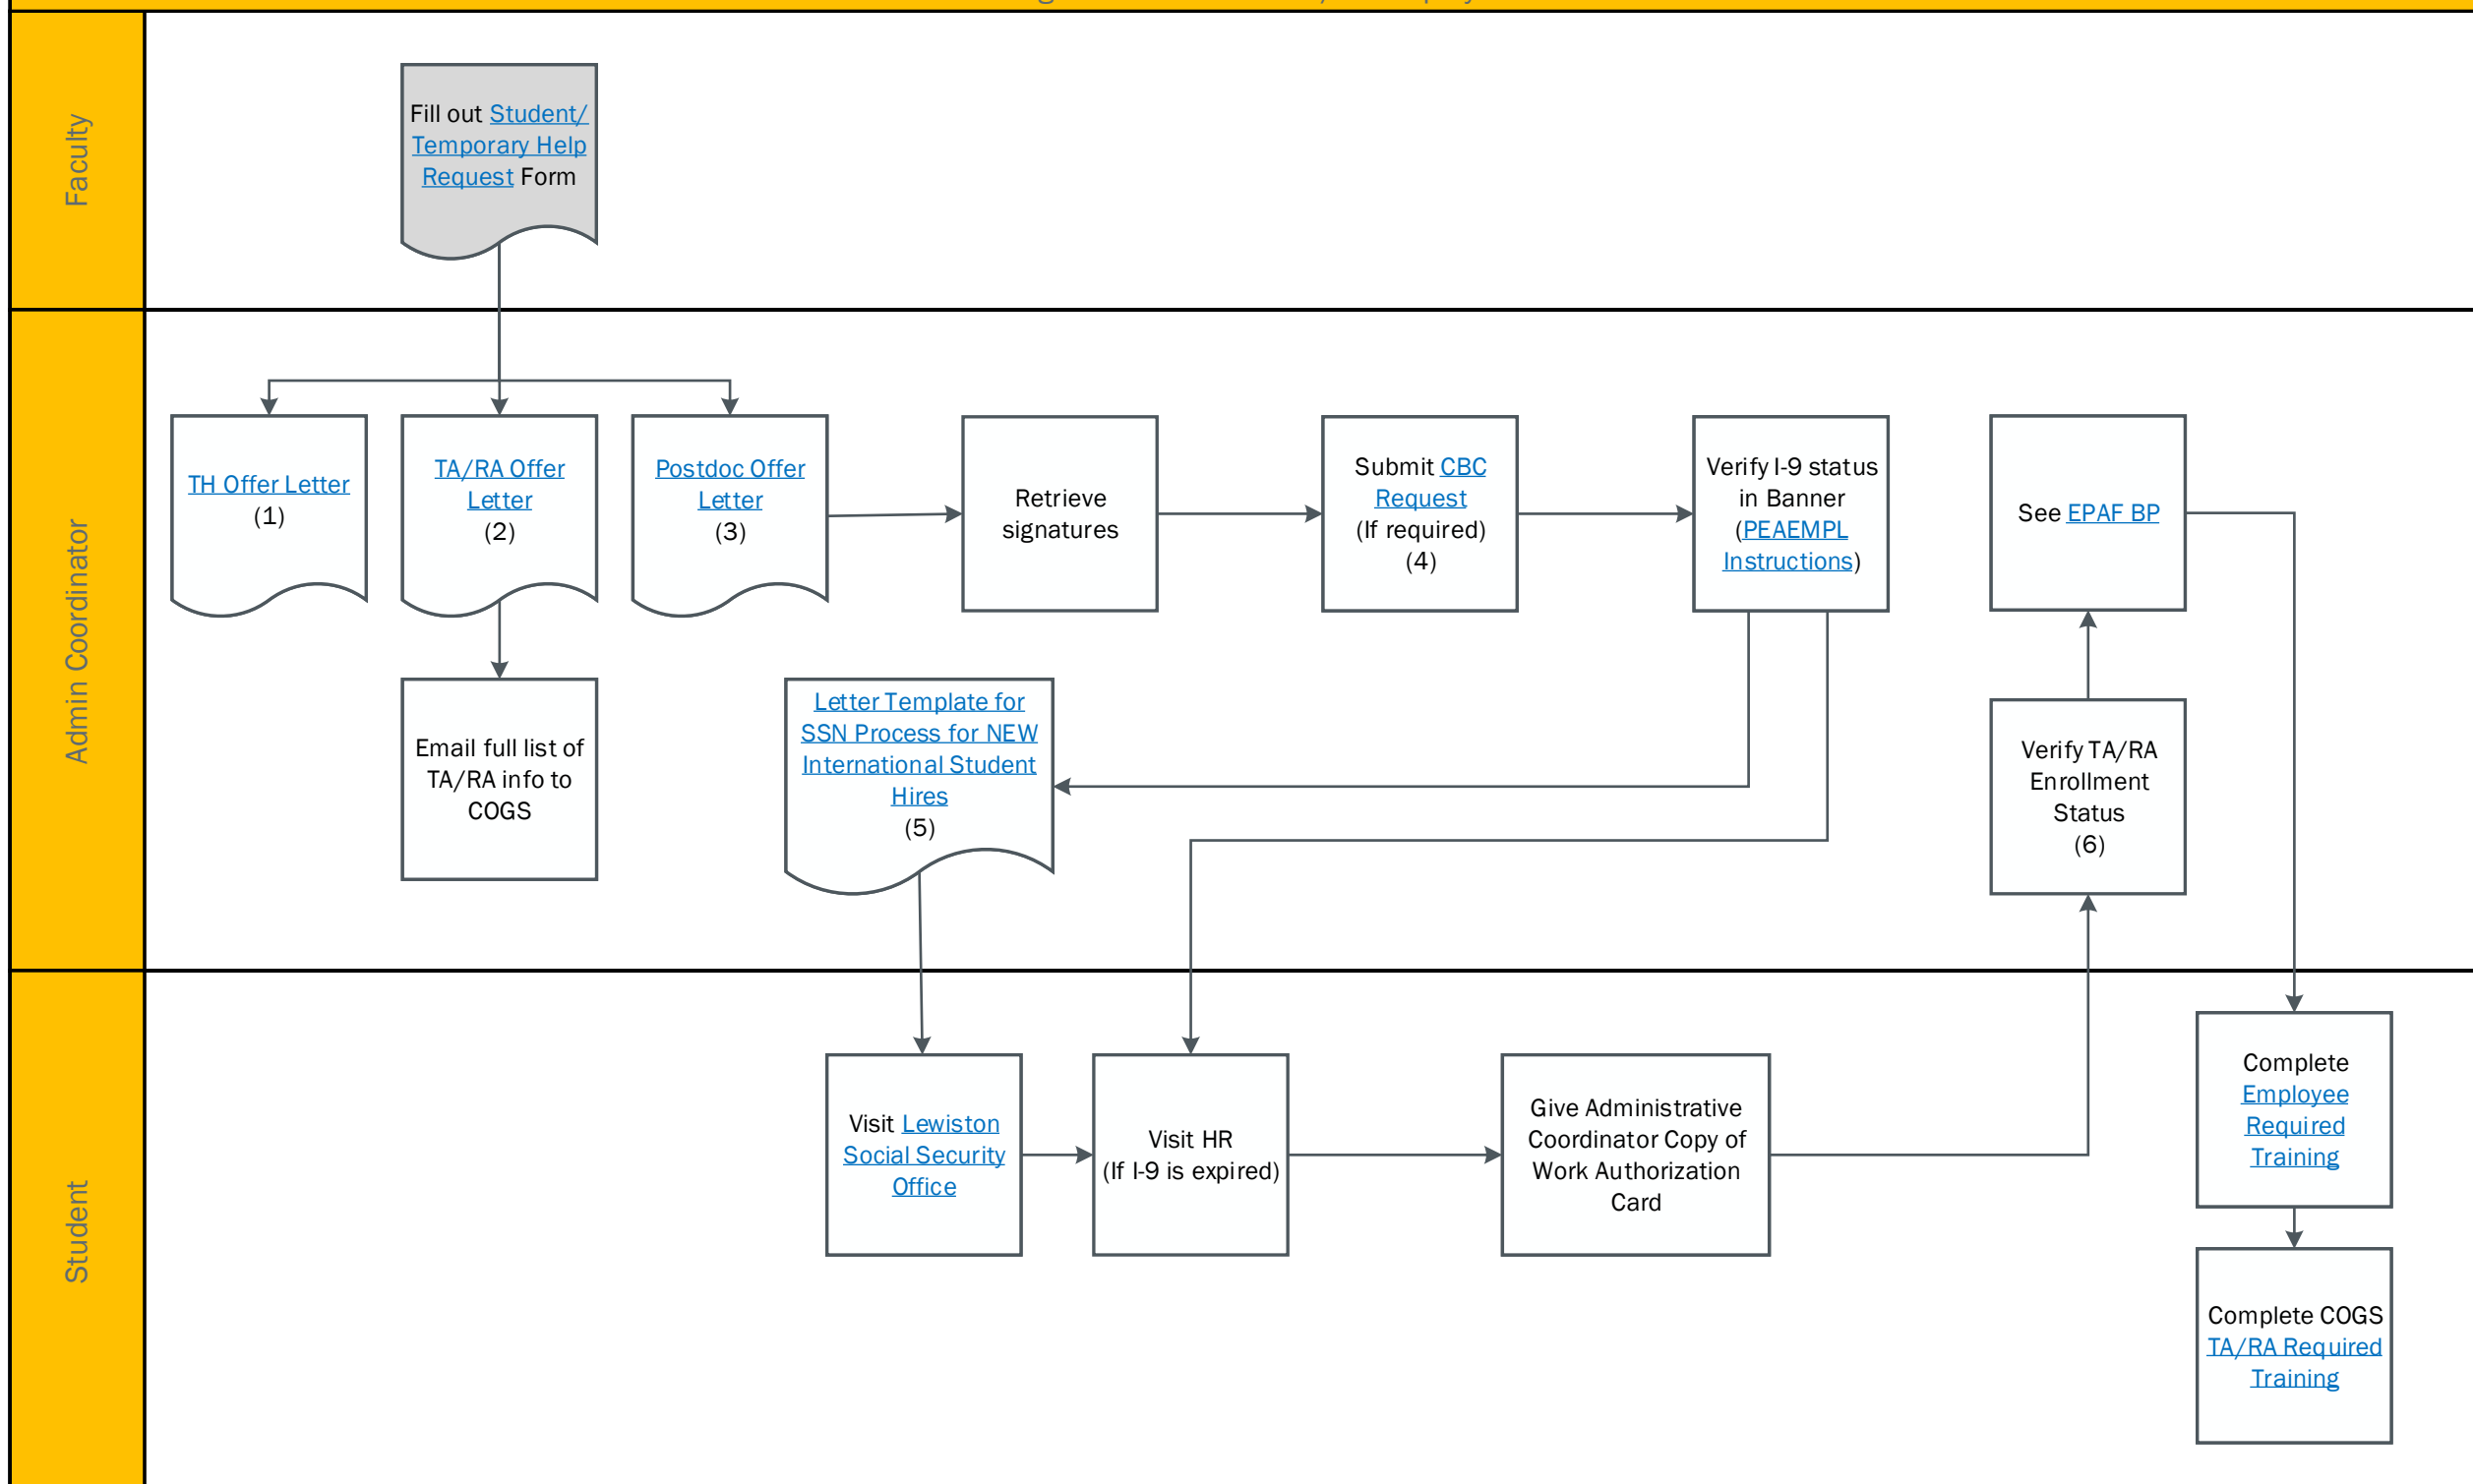 Faculty
Fill out Student/
Temporary Help
Request Form
Admin Coordinator
TH Offer Letter
(1)
TA/RA Offer
Letter
(2)
Postdoc Offer
Letter
(3)
Retrieve
signatures
Submit CBC
Request
(If required)
(4)
Verify I-9 status
in Banner
(PEAEMPL
Instructions)
See EPAF BP
Email full list of
TA/RA info to
COGS
Letter Template for
SSN Process for NEW
International Student
Hires
(5)
Verify TA/RA
Enrollment
Status
(6)
Student
Visit Lewiston
Social Security
Office
Visit HR
(If I-9 is expired)
Give Administrative
Coordinator Copy of
Work Authorization
Card
Complete
Employee
Required
Training
Complete COGS
TA/RA Required
Training